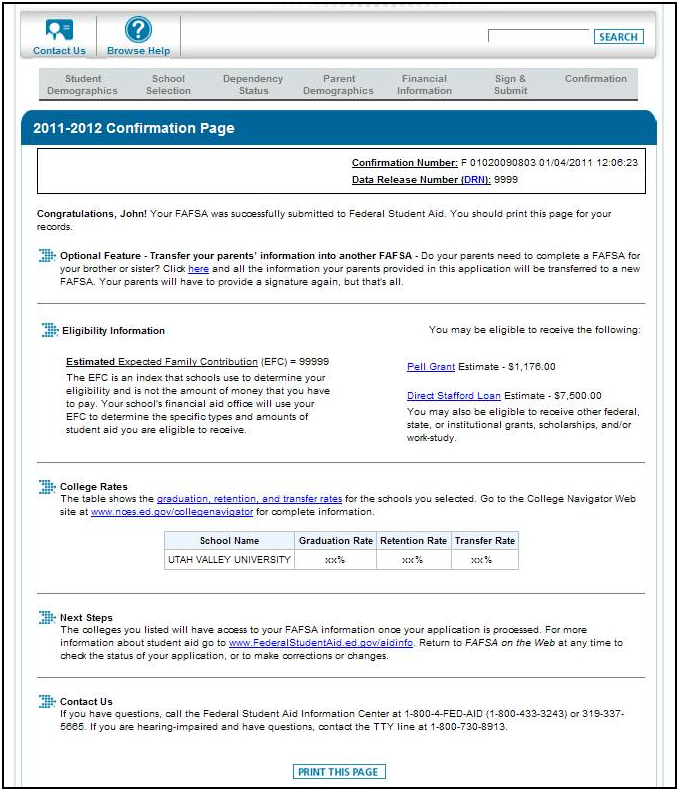 Contact Us
Browse Help
SEARCH
Student Demographics
School Selection
Dependency Status
Parent Demographics
Financial Information
Sign & Submit
Confirmation
2011-2012 Confirmation Page
Confirmation Number: F 01020090803 01/04/2011 12:06:23
Data Release Number (DRN): 9999
Congratulations, John! Your FAFSA was successfully submitted to Federal Student Aid. You should print this page for your
records.
Optional Feature - Transfer your parents' information into another FAFSA - Do your parents need to complete a FAFSA for
your brother or sister? Click here and all the information your parents provided in this application will be transferred to a new
FAFSA. Your parents will have to provide a signature again, but that's all.
Eligibility Information
Estimated Expected Family Contribution (EFC) = 99999
The EFC is an index that schools use to determine your
eligibility and is not the amount of money that you have
to pay. Your school's financial aid office will use your
EFC to determine the specific types and amounts of
student aid you are eligible to receive.
You may be eligible to receive the following:
Pell Grant Estimate - $1,176.00
Direct Stafford Loan Estimate - $7,500.00
You may also be eligible to receive other federal,
state, or institutional grants, scholarships, and/or
work-study.
College Rates
The table shows the graduation, retention, and transfer rates for the schools you selected. Go to the College Navigator Web
site at www.nces.ed.gov/collegenavigator for complete information.
School Name Graduation Rate Retention Rate Transfer Rate
UTAH VALLEY UNIVERSITY xx% xx% xx%
Next Steps
The colleges you listed will have access to your FAFSA information once your application is processed. For more
information about student aid go to www.FederalStudentAid.ed.gov/aidinfo. Return to FAFSA on the Web at any time to
check the status of your application, or to make corrections or changes.
Contact Us
If you have questions, call the Federal Student Aid Information Center at 1-800-4-FED-AID (1-800-433-3243) or 319-337-
5665. If you are hearing-impaired and have questions, contact the TTY line at 1-800-730-8913.
PRINT THIS PAGE